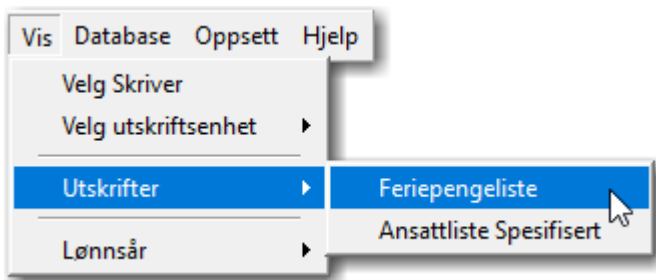 Vis Database Oppsett Hjelp
Velg Skriver
Velg utskriftsenhet
Utskrifter Feriepengeliste
Ansattliste Spesifisert
Lønnsår